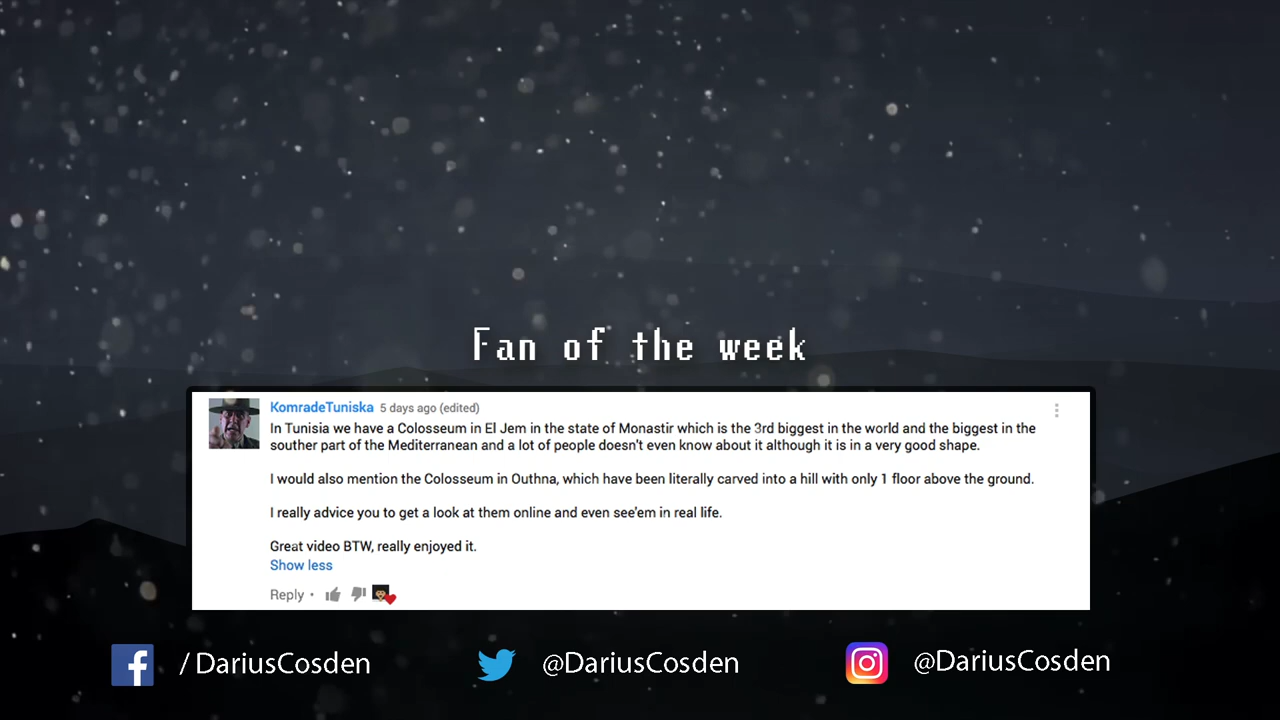 Fan of the week
KomradeTuniska 5 days ago (edited)
In Tunisia we have a Colosseum in El Jem in the state of Monastir which is the 3rd biggest in the world and the biggest in the
souther part of the Mediterranean and a lot of people doesn't even know about it although it is in a very good shape.
I would also mention the Colosseum in Outhna, which have been literally carved into a hill with only 1 floor above the ground.
I really advice you to get a look at them online and even see'em in real life.
Great video BTW, really enjoyed it.
Show less
Reply •
/ DariusCosden @DariusCosden @DariusCosden